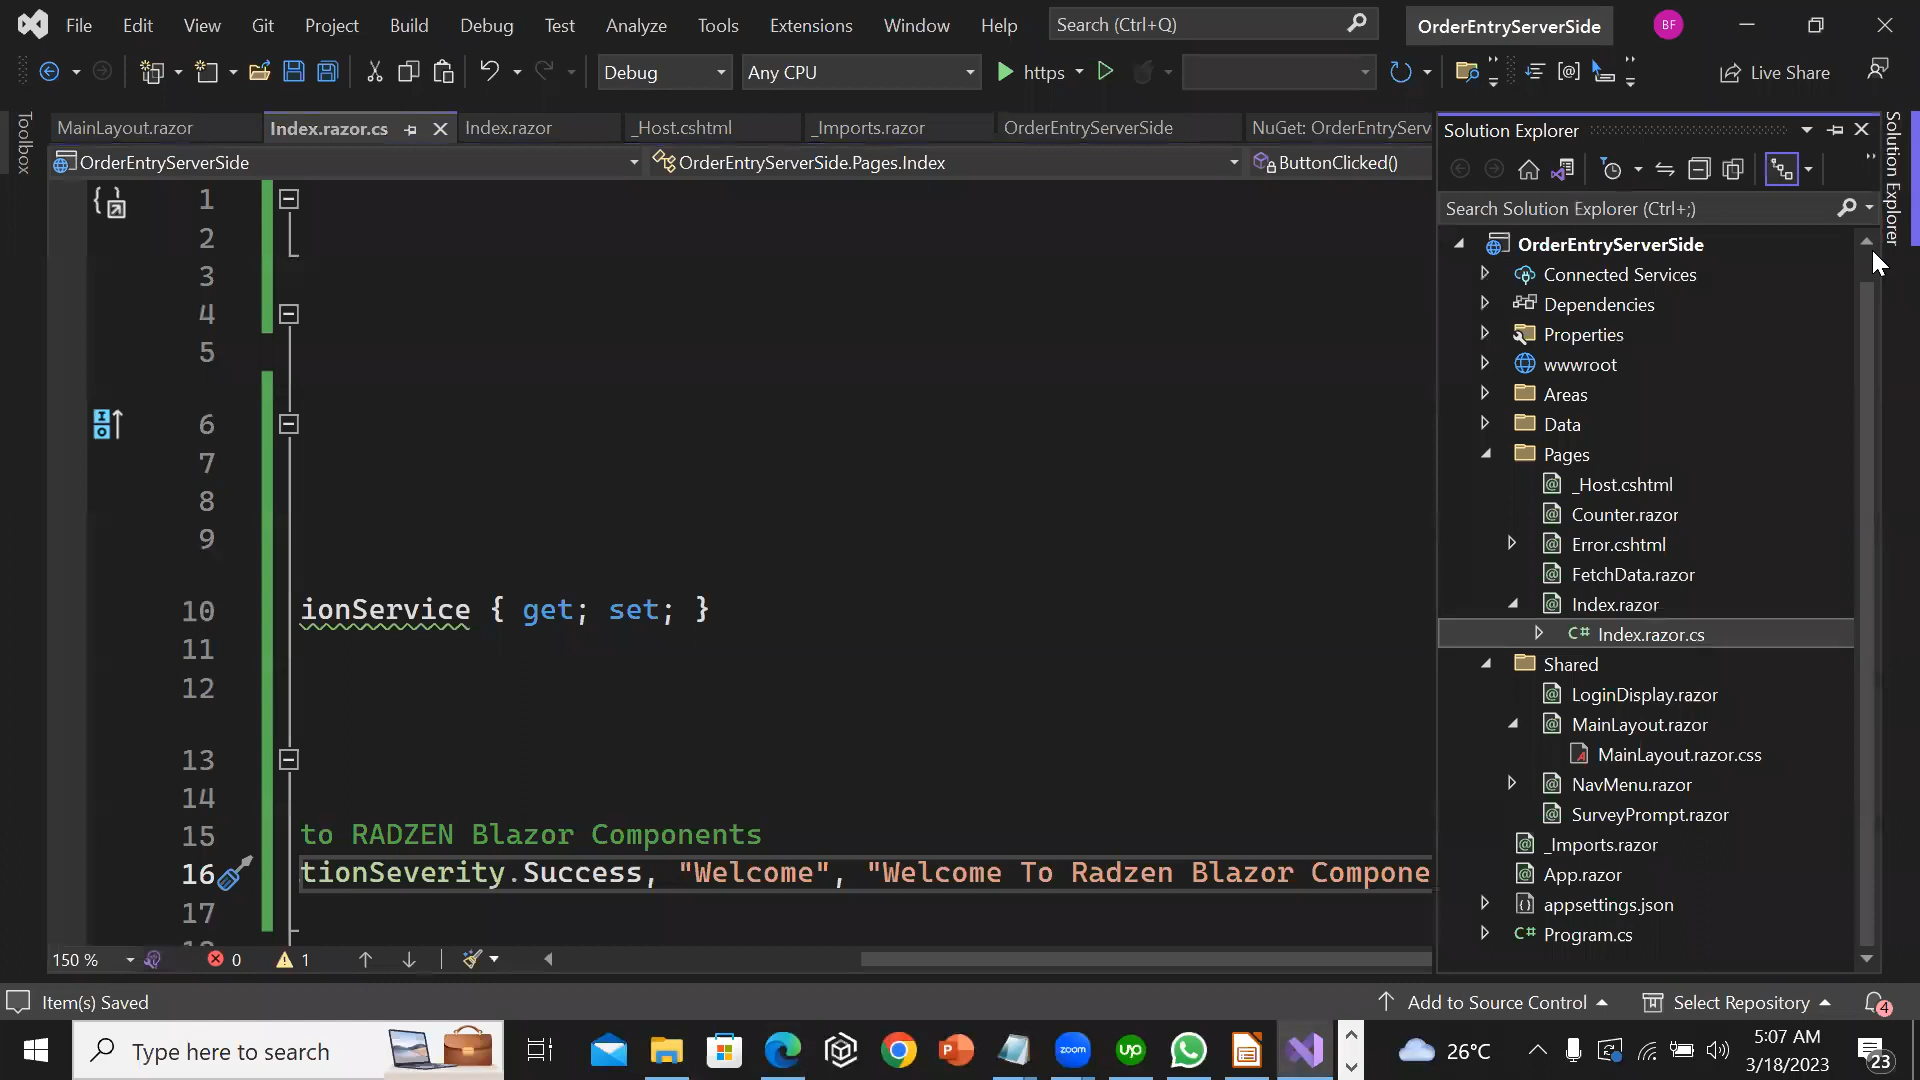 File Edit View Git Project Build Debug Test Analyze Tools Extensions Window Help Search (Ctrl+Q) OrderEntryServerSide BF
Debug Any CPU https Live Share
MainLayout.razor Index.razor.cs Index.razor _Host.cshtml _Imports.razor OrderEntryServerSide NuGet: OrderEntryServ
OrderEntryServerSide OrderEntryServerSide.Pages.Index ButtonClicked()
Toolbox
1
2
3
4
5
6
7
8
9
10 ionService { get; set; }
11
12
13
14
15 to RADZEN Blazor Components
16 tionSeverity.Success, "Welcome", "Welcome To Radzen Blazor Compone
17
150 % 0 1
Solution Explorer
Search Solution Explorer (Ctrl+;)
OrderEntryServerSide
Connected Services
Dependencies
Properties
wwwroot
Areas
Data
Pages
_Host.cshtml
Counter.razor
Error.cshtml
FetchData.razor
Index.razor
C# Index.razor.cs
Shared
LoginDisplay.razor
MainLayout.razor
MainLayout.razor.css
NavMenu.razor
SurveyPrompt.razor
_Imports.razor
App.razor
appsettings.json
C# Program.cs
Solution Explorer
Item(s) Saved Add to Source Control Select Repository 4
Type here to search zoom up 26°C 5:07 AM
3/18/2023 23